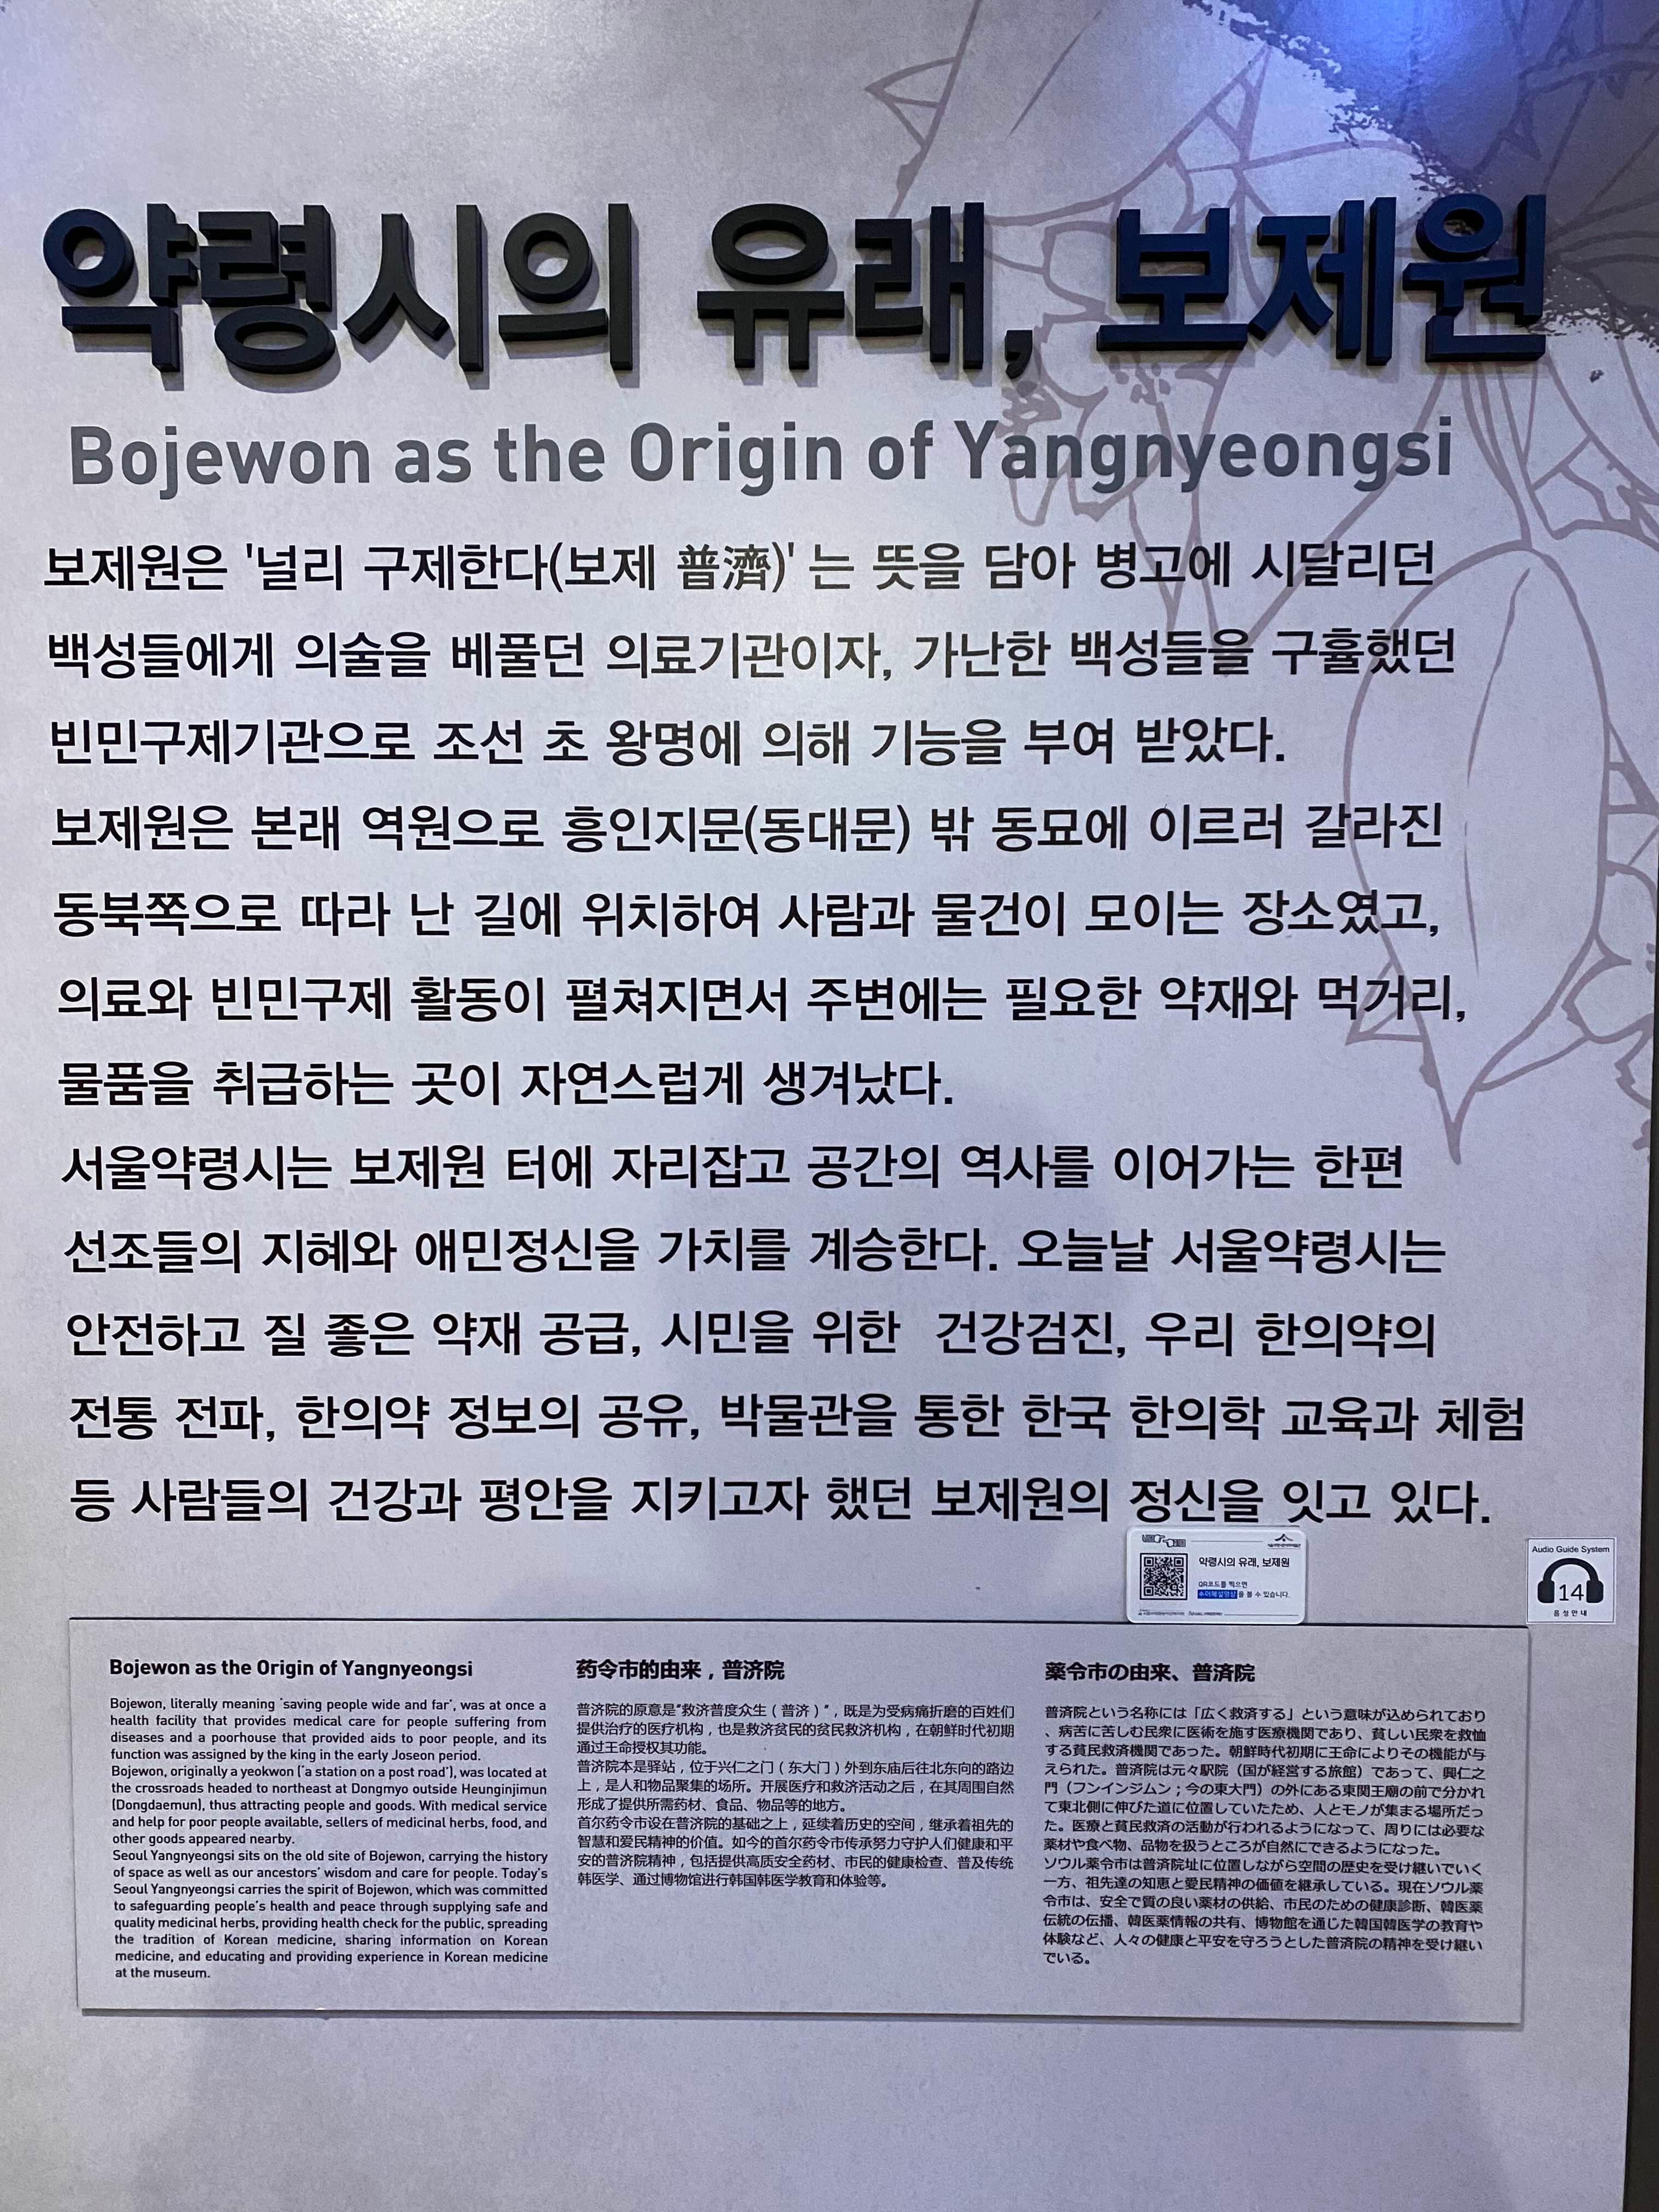 약령시의 유래, 보제원
Bojewon as the Origin of Yangnyeongsi
보제원은 '널리 구제한다(보제 普濟)' 는 뜻을 담아 병고에 시달리던
백성들에게 의술을 베풀던 의료기관이자, 가난한 백성들을 구휼했던
빈민구제기관으로 조선 초 왕명에 의해 기능을 부여 받았다.
보제원은 본래 역원으로 흥인지문(동대문) 밖 동묘에 이르러 갈라진
동북쪽으로 따라 난 길에 위치하여 사람과 물건이 모이는 장소였고,
의료와 빈민구제 활동이 펼쳐지면서 주변에는 필요한 약재와 먹거리,
물품을 취급하는 곳이 자연스럽게 생겨났다.
서울약령시는 보제원 터에 자리잡고 공간의 역사를 이어가는 한편
선조들의 지혜와 애민정신을 가치를 계승한다. 오늘날 서울약령시는
안전하고 질 좋은 약재 공급, 시민을 위한 건강검진, 우리 한의약의
전통 전파, 한의약 정보의 공유, 박물관을 통한 한국 한의학 교육과 체험
등 사람들의 건강과 평안을 지키고자 했던 보제원의 정신을 잇고 있다.
약령시의 유래, 보제원
QR코드를 찍으면
수어해설영상을 볼 수 있습니다.
Audio Guide System
14
음성안내
Bojewon as the Origin of Yangnyeongsi
Bojewon, literally meaning 'saving people wide and far', was at once a
health facility that provides medical care for people suffering from
diseases and a poorhouse that provided aids to poor people, and its
function was assigned by the king in the early Joseon period.
Bojewon, originally a yeokwon ('a station on a post road'), was located at
the crossroads headed to northeast at Dongmyo outside Heunginjimun
(Dongdaemun), thus attracting people and goods. With medical service
and help for poor people available, sellers of medicinal herbs, food, and
other goods appeared nearby.
Seoul Yangnyeongsi sits on the old site of Bojewon, carrying the history
of space as well as our ancestors' wisdom and care for people. Today's
Seoul Yangnyeongsi carries the spirit of Bojewon, which was committed
to safeguarding people's health and peace through supplying safe and
quality medicinal herbs, providing health check for the public, spreading
the tradition of Korean medicine, sharing information on Korean
medicine, and educating and providing experience in Korean medicine
at the museum.
药令市的由来，普济院
普济院的原意是"救济普度众生（普济）"，既是为受病痛折磨的百姓们
提供治疗的医疗机构，也是救济贫民的贫民救济机构，在朝鲜时代初期
通过王命授权其功能。
普济院本是驿站，位于兴仁之门（东大门）外到东庙后往北东向的路边
上，是人和物品聚集的场所。开展医疗和救济活动之后，在其周围自然
形成了提供所需药材、食品、物品等的地方。
首尔药令市设在普济院的基础之上，延续着历史的空间，继承着祖先的
智慧和爱民精神的价值。如今的首尔药令市传承努力守护人们健康和平
安的普济院精神，包括提供高质安全药材、市民的健康检查、普及传统
韩医学、通过博物馆进行韩国韩医学教育和体验等。
薬令市の由来、普済院
普済院という名称には「広く救済する」という意味が込められており
、病苦に苦しむ民衆に医術を施す医療機関であり、貧しい民衆を救恤
する貧民救済機関であった。朝鮮時代初期に王命によりその機能が与
えられた。普済院は元々駅院（国が経営する旅館）であって、興仁之
門（フンインジムン；今の東大門）の外にある東関王廟の前で分かれ
て東北側に伸びた道に位置していたため、人とモノが集まる場所だっ
た。医療と貧民救済の活動が行われるようになって、周りには必要な
薬材や食べ物、品物を扱うところが自然にできるようになった。
ソウル薬令市は普済院址に位置しながら空間の歴史を受け継いでいく
一方、祖先達の知恵と愛民精神の価値を継承している。現在ソウル薬
令市は、安全で質の良い薬材の供給、市民のための健康診断、韓医薬
伝統の伝播、韓医薬情報の共有、博物館を通じた韓国韓医学の教育や
体験など、人々の健康と平安を守ろうとした普済院の精神を受け継い
でいる。